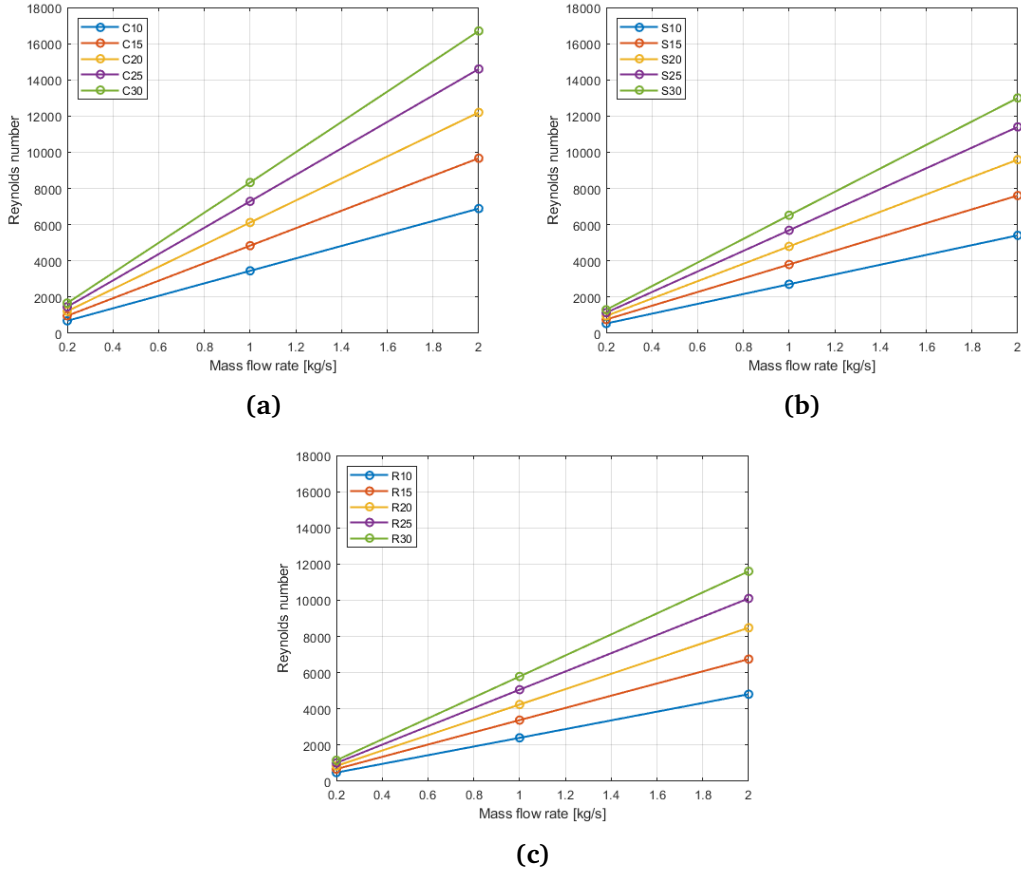 18000
16000
14000
12000
10000
8000
6000
4000
2000
0
Reynolds number
C10
C15
C20
C25
C30
0.2 0.4 0.6 0.8 1 1.2 1.4 1.6 1.8 2
Mass flow rate [kg/s]
(a)
18000
16000
14000
12000
10000
8000
6000
4000
2000
0
Reynolds number
S10
S15
S20
S25
S30
0.2 0.4 0.6 0.8 1 1.2 1.4 1.6 1.8 2
Mass flow rate [kg/s]
(b)
18000
16000
14000
12000
10000
8000
6000
4000
2000
0
Reynolds number
R10
R15
R20
R25
R30
0.2 0.4 0.6 0.8 1 1.2 1.4 1.6 1.8 2
Mass flow rate [kg/s]
(c)